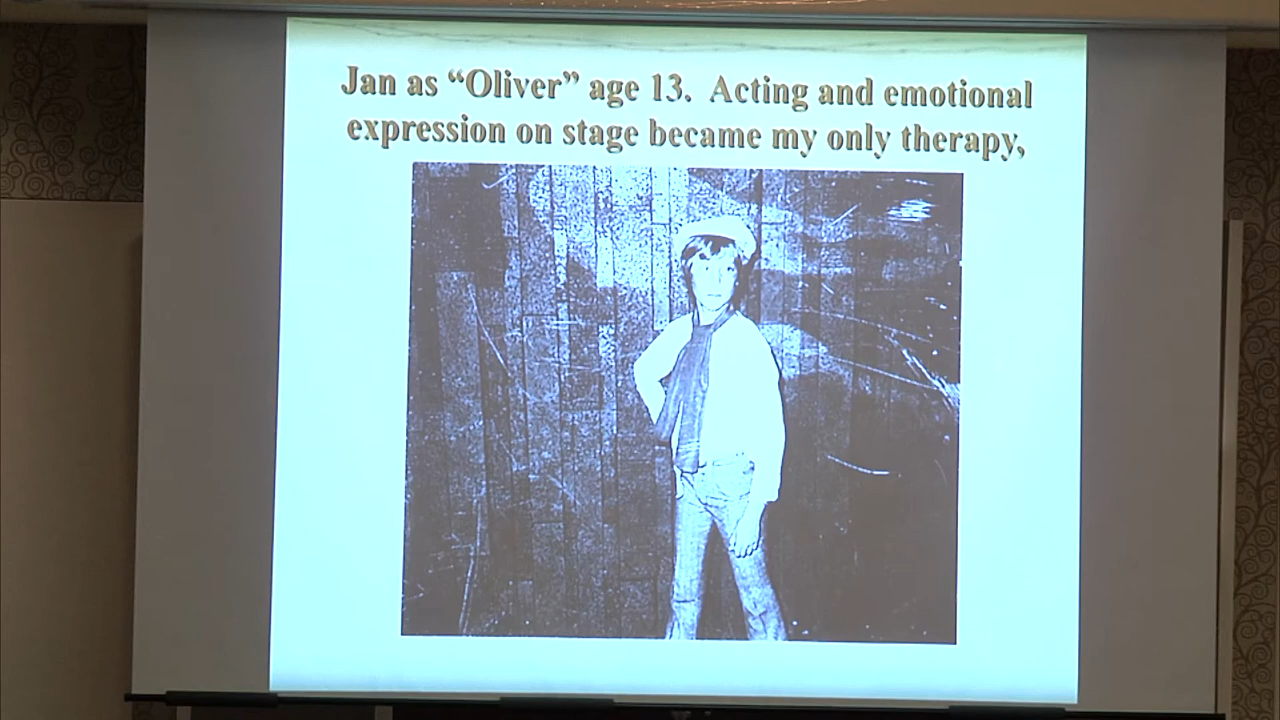 Jan as “Oliver” age 13.  Acting and emotional
expression on stage became my only therapy,